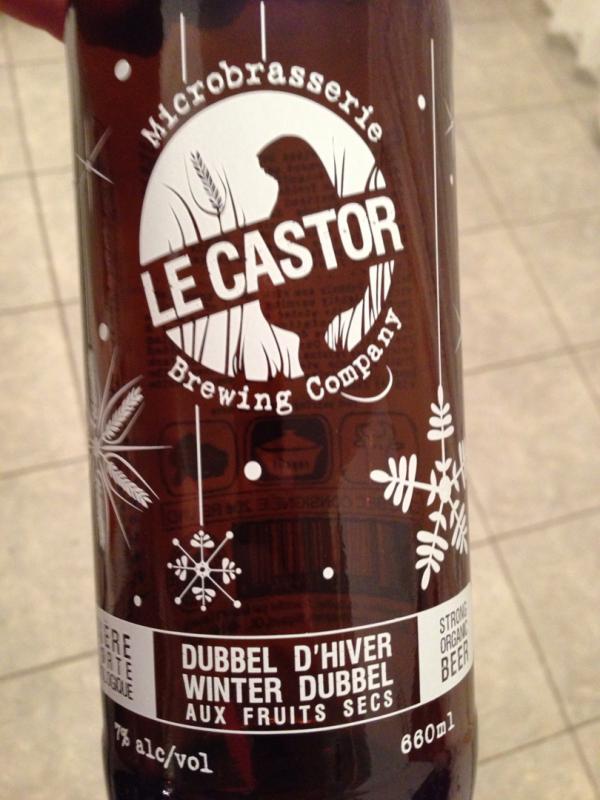 Microbrasserie
LE CASTOR
Brewing Company
DUBBEL D'HIVER
WINTER DUBBEL
AUX FRUITS SECS
STRONG
ORGANIC
BEER
7% alc/vol
660ml